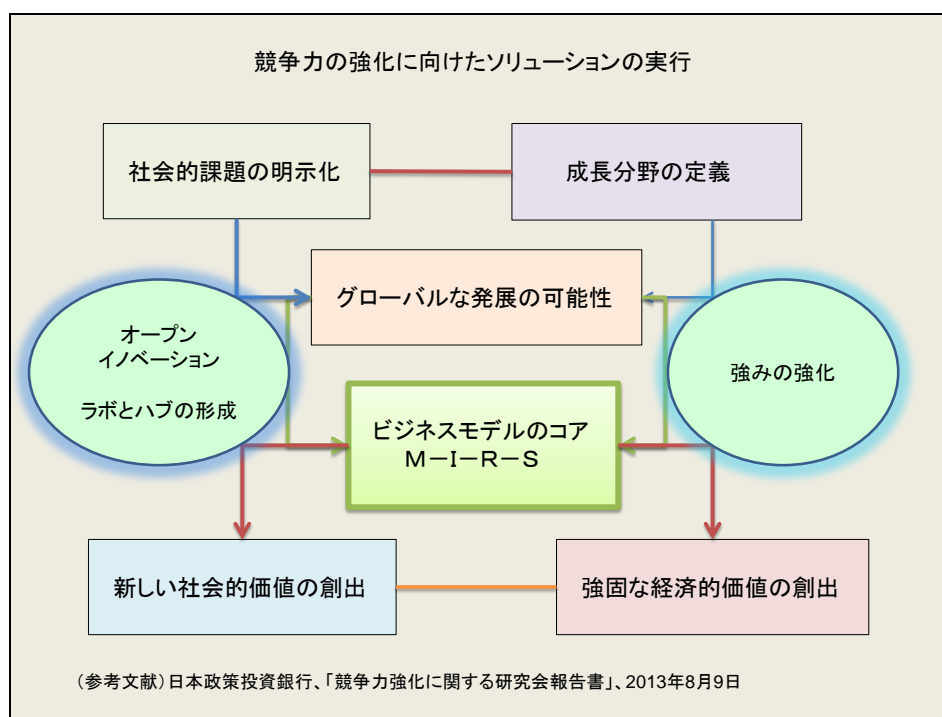 競争力の強化に向けたソリューションの実行
社会的課題の明示化
成長分野の定義
グローバルな発展の可能性
オープン
イノベーション
ラボとハブの形成
強みの強化
ビジネスモデルのコア
M－I－R－S
新しい社会的価値の創出
強固な経済的価値の創出
（参考文献）日本政策投資銀行、「競争力強化に関する研究会報告書」、2013年8月9日